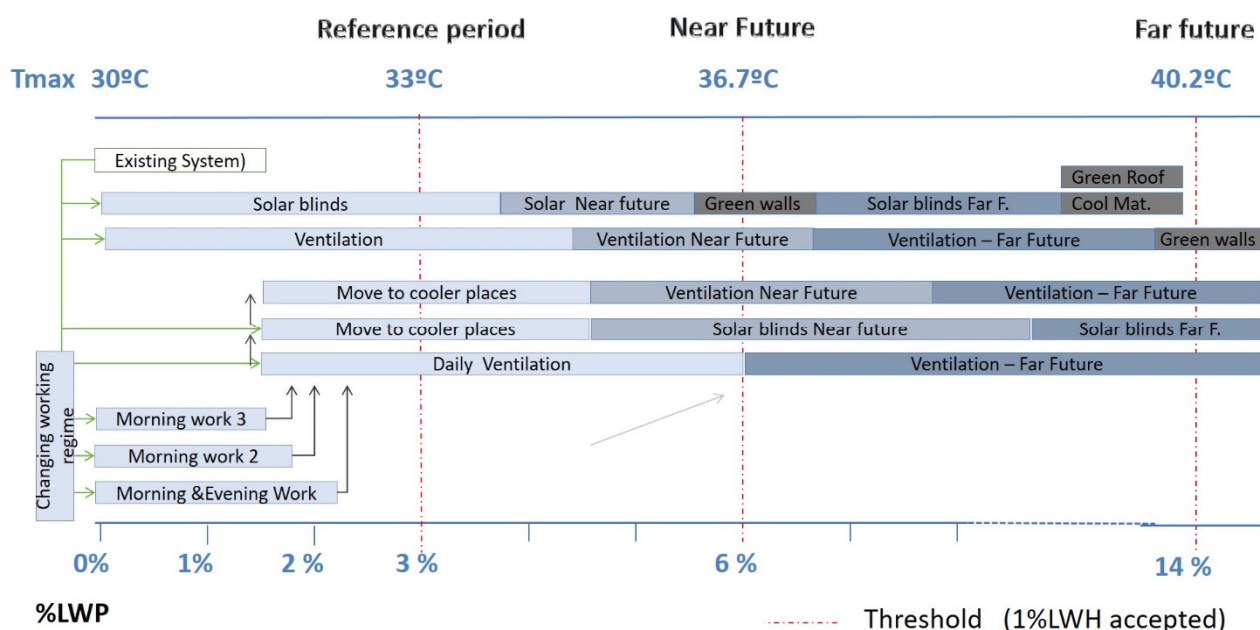 Reference period Near Future Far future
Tmax 30ºC 33ºC 36.7ºC 40.2ºC
Existing System)
Green Roof
Solar blinds Solar Near future Green walls Solar blinds Far F. Cool Mat.
Ventilation Ventilation Near Future Ventilation – Far Future Green walls
Move to cooler places Ventilation Near Future Ventilation – Far Future
Move to cooler places Solar blinds Near future Solar blinds Far F.
Daily Ventilation Ventilation – Far Future
Changing working
regime
Morning work 3
Morning work 2
Morning &Evening Work
0% 1% 2 % 3 % 6 % 14 %
%LWP
Threshold (1%LWH accepted)